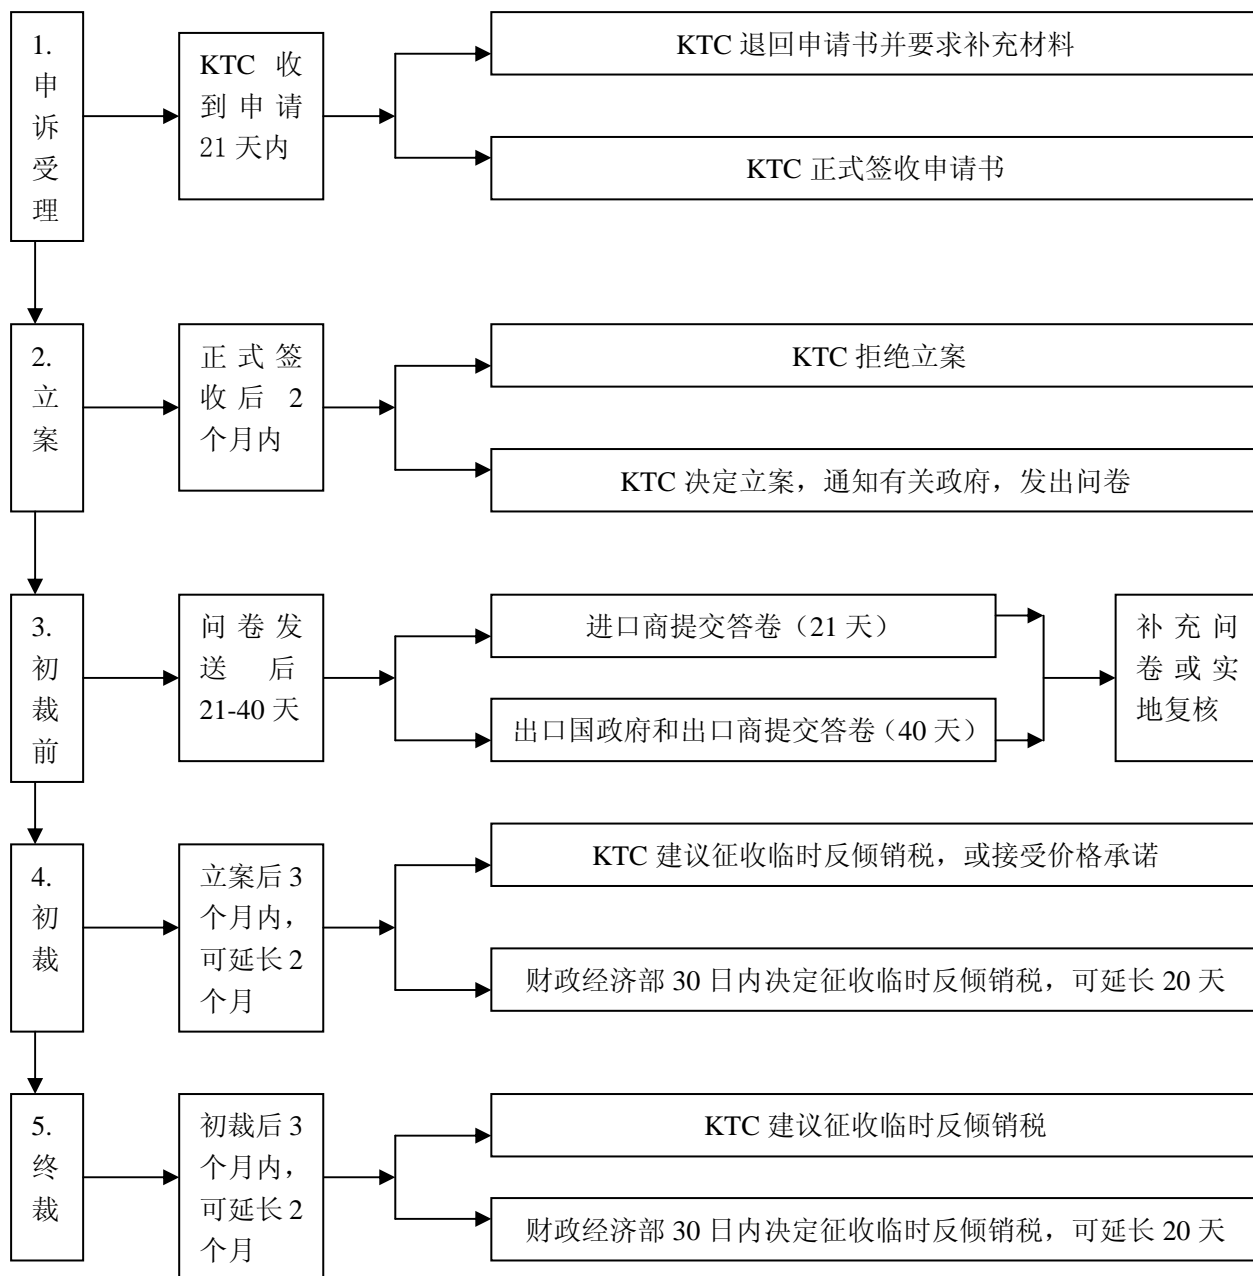 1.
申
诉
受
理
KTC 收
到申请
21 天内
KTC 退回申请书并要求补充材料
KTC 正式签收申请书
2.
立
案
正式签
收后 2
个月内
KTC 拒绝立案
KTC 决定立案，通知有关政府，发出问卷
3.
初
裁
前
问卷发
送后
21-40 天
进口商提交答卷（21 天）
出口国政府和出口商提交答卷（40 天）
补充问
卷或实
地复核
4.
初
裁
立案后 3
个月内，
可延长 2
个月
KTC 建议征收临时反倾销税，或接受价格承诺
财政经济部 30 日内决定征收临时反倾销税，可延长 20 天
5.
终
裁
初裁后 3
个月内，
可延长 2
个月
KTC 建议征收临时反倾销税
财政经济部 30 日内决定征收临时反倾销税，可延长 20 天